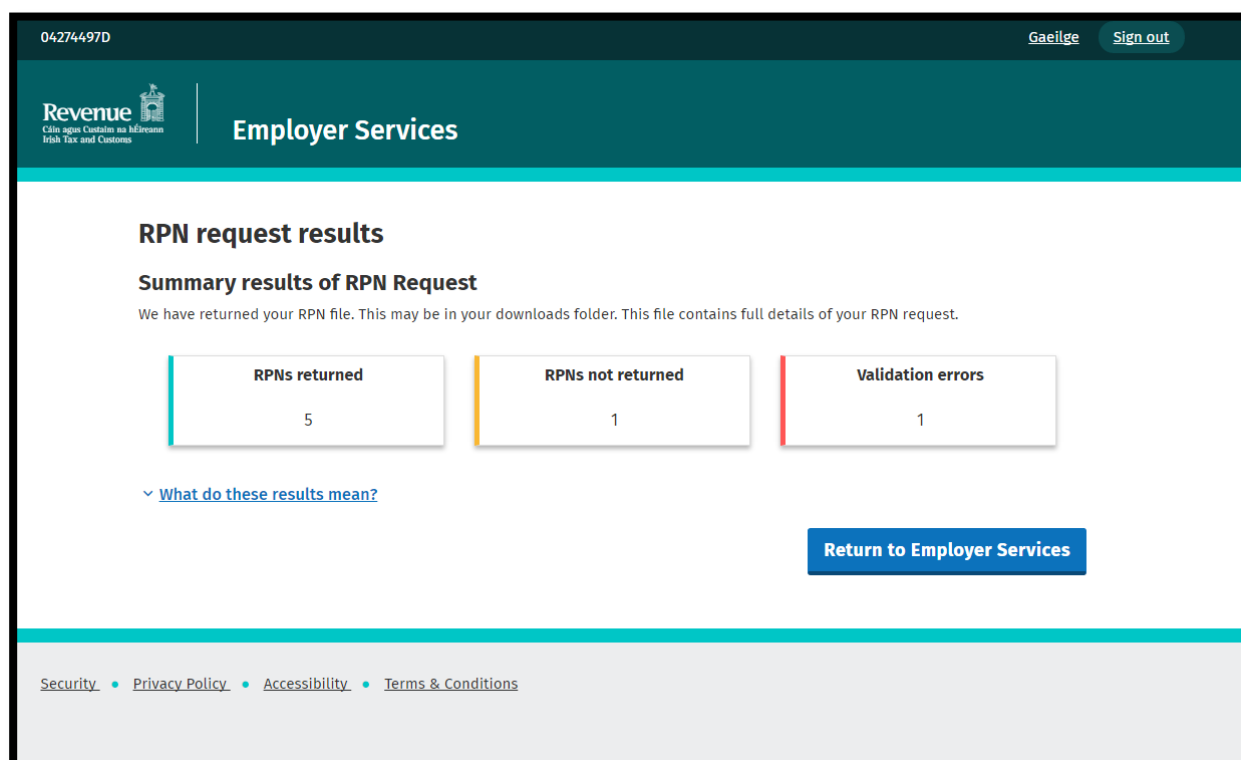 04274497D
Gaeilge Sign out
Revenue
Cáin agus Custaim na hÉireann
Irish Tax and Customs
Employer Services
RPN request results
Summary results of RPN Request
We have returned your RPN file. This may be in your downloads folder. This file contains full details of your RPN request.
RPNs returned
5
RPNs not returned
1
Validation errors
1
What do these results mean?
Return to Employer Services
Security • Privacy Policy • Accessibility • Terms & Conditions